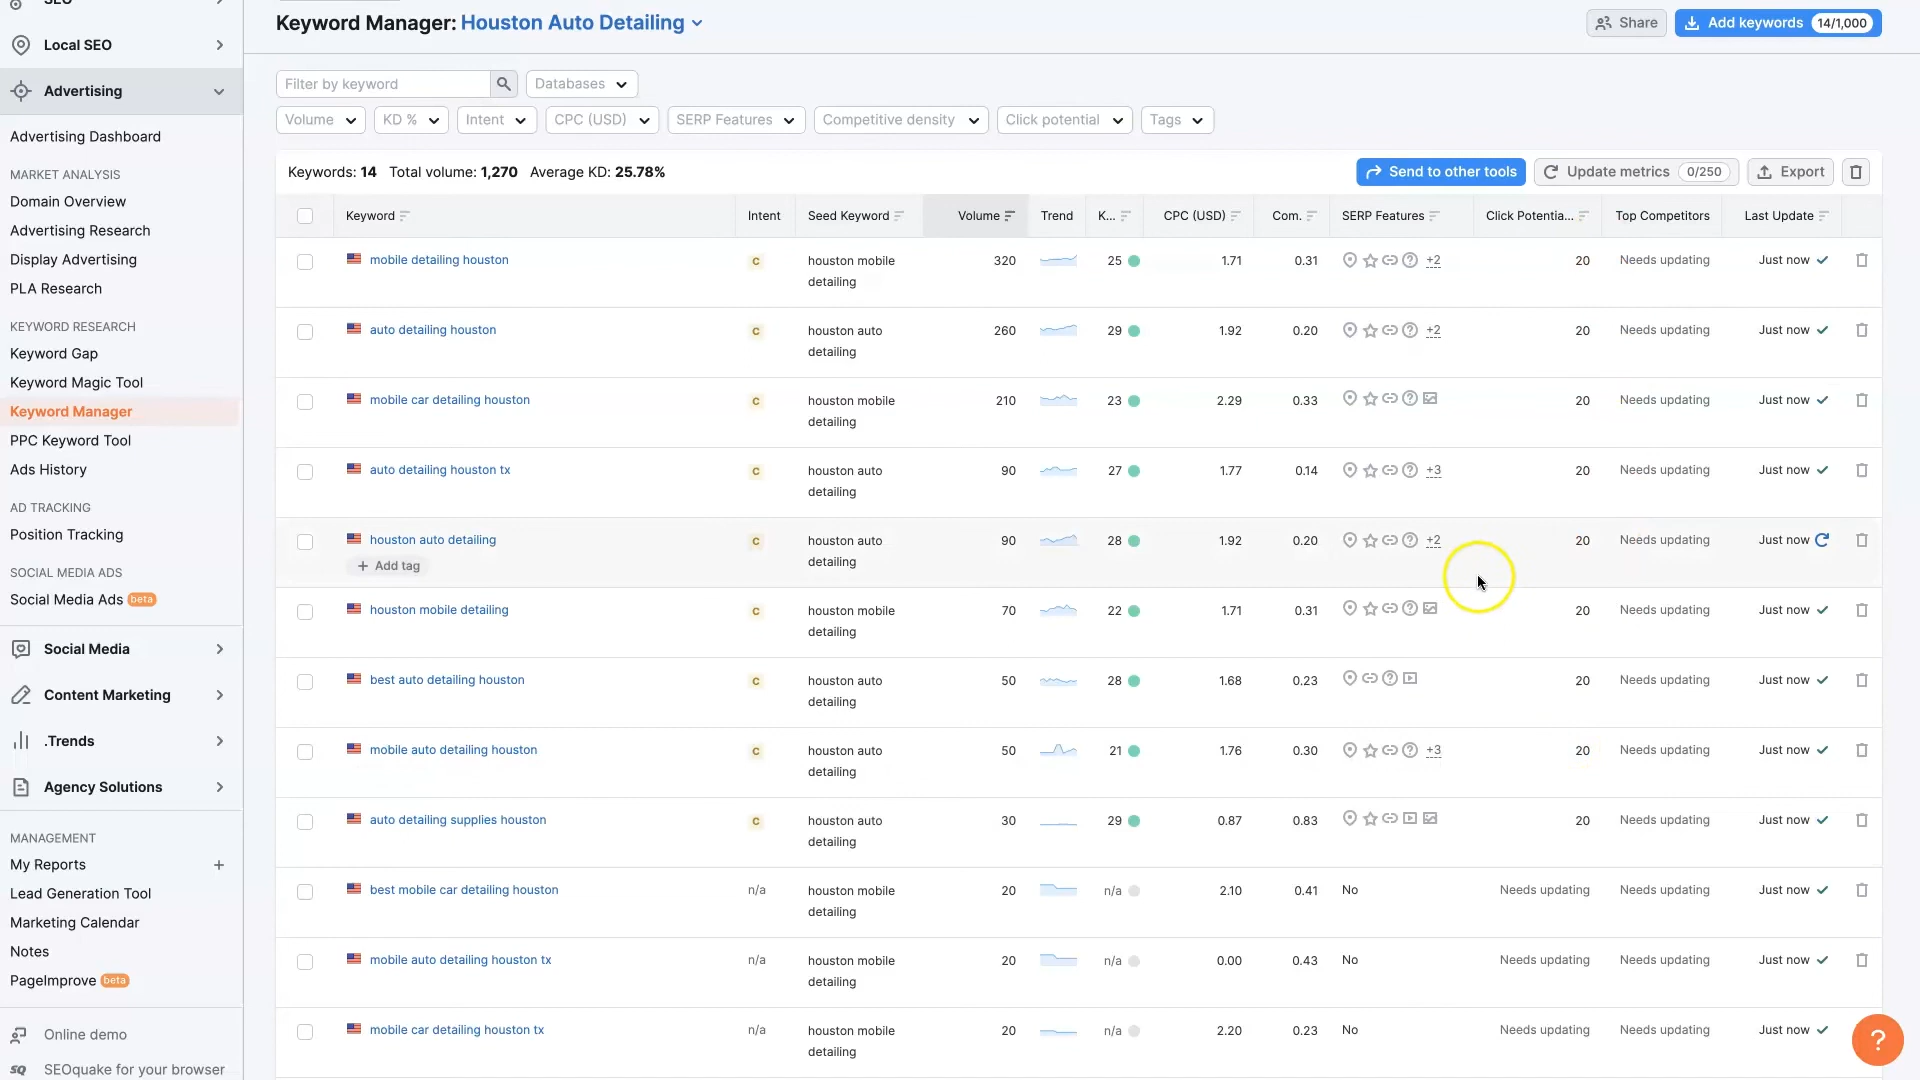 SEO
Local SEO
Advertising
Advertising Dashboard
MARKET ANALYSIS
Domain Overview
Advertising Research
Display Advertising
PLA Research
KEYWORD RESEARCH
Keyword Gap
Keyword Magic Tool
Keyword Manager
PPC Keyword Tool
Ads History
AD TRACKING
Position Tracking
SOCIAL MEDIA ADS
Social Media Ads beta
Social Media
Content Marketing
.Trends
Agency Solutions
MANAGEMENT
My Reports +
Lead Generation Tool
Marketing Calendar
Notes
PageImprove beta
Online demo
SQ SEOquake for your browser
Keyword Manager: Houston Auto Detailing
Share
Add keywords 14/1,000
Filter by keyword
Databases
Volume KD % Intent CPC (USD) SERP Features Competitive density Click potential Tags
Keywords: 14 Total volume: 1,270 Average KD: 25.78%
Send to other tools Update metrics 0/250 Export
Keyword Intent Seed Keyword Volume Trend K... CPC (USD) Com. SERP Features Click Potentia... Top Competitors Last Update
mobile detailing houston C houston mobile 320 25 1.71 0.31 +2 20 Needs updating Just now
detailing
auto detailing houston C houston auto 260 29 1.92 0.20 +2 20 Needs updating Just now
detailing
mobile car detailing houston C houston mobile 210 23 2.29 0.33 20 Needs updating Just now
detailing
auto detailing houston tx C houston auto 90 27 1.77 0.14 +3 20 Needs updating Just now
detailing
houston auto detailing C houston auto 90 28 1.92 0.20 +2 20 Needs updating Just now
+ Add tag detailing
houston mobile detailing C houston mobile 70 22 1.71 0.31 20 Needs updating Just now
detailing
best auto detailing houston C houston auto 50 28 1.68 0.23 20 Needs updating Just now
detailing
mobile auto detailing houston C houston auto 50 21 1.76 0.30 +3 20 Needs updating Just now
detailing
auto detailing supplies houston C houston auto 30 29 0.87 0.83 20 Needs updating Just now
detailing
best mobile car detailing houston n/a houston mobile 20 n/a 2.10 0.41 No Needs updating Needs updating Just now
detailing
mobile auto detailing houston tx n/a houston mobile 20 n/a 0.00 0.43 No Needs updating Needs updating Just now
detailing
mobile car detailing houston tx n/a houston mobile 20 n/a 2.20 0.23 No Needs updating Needs updating Just now
detailing
?